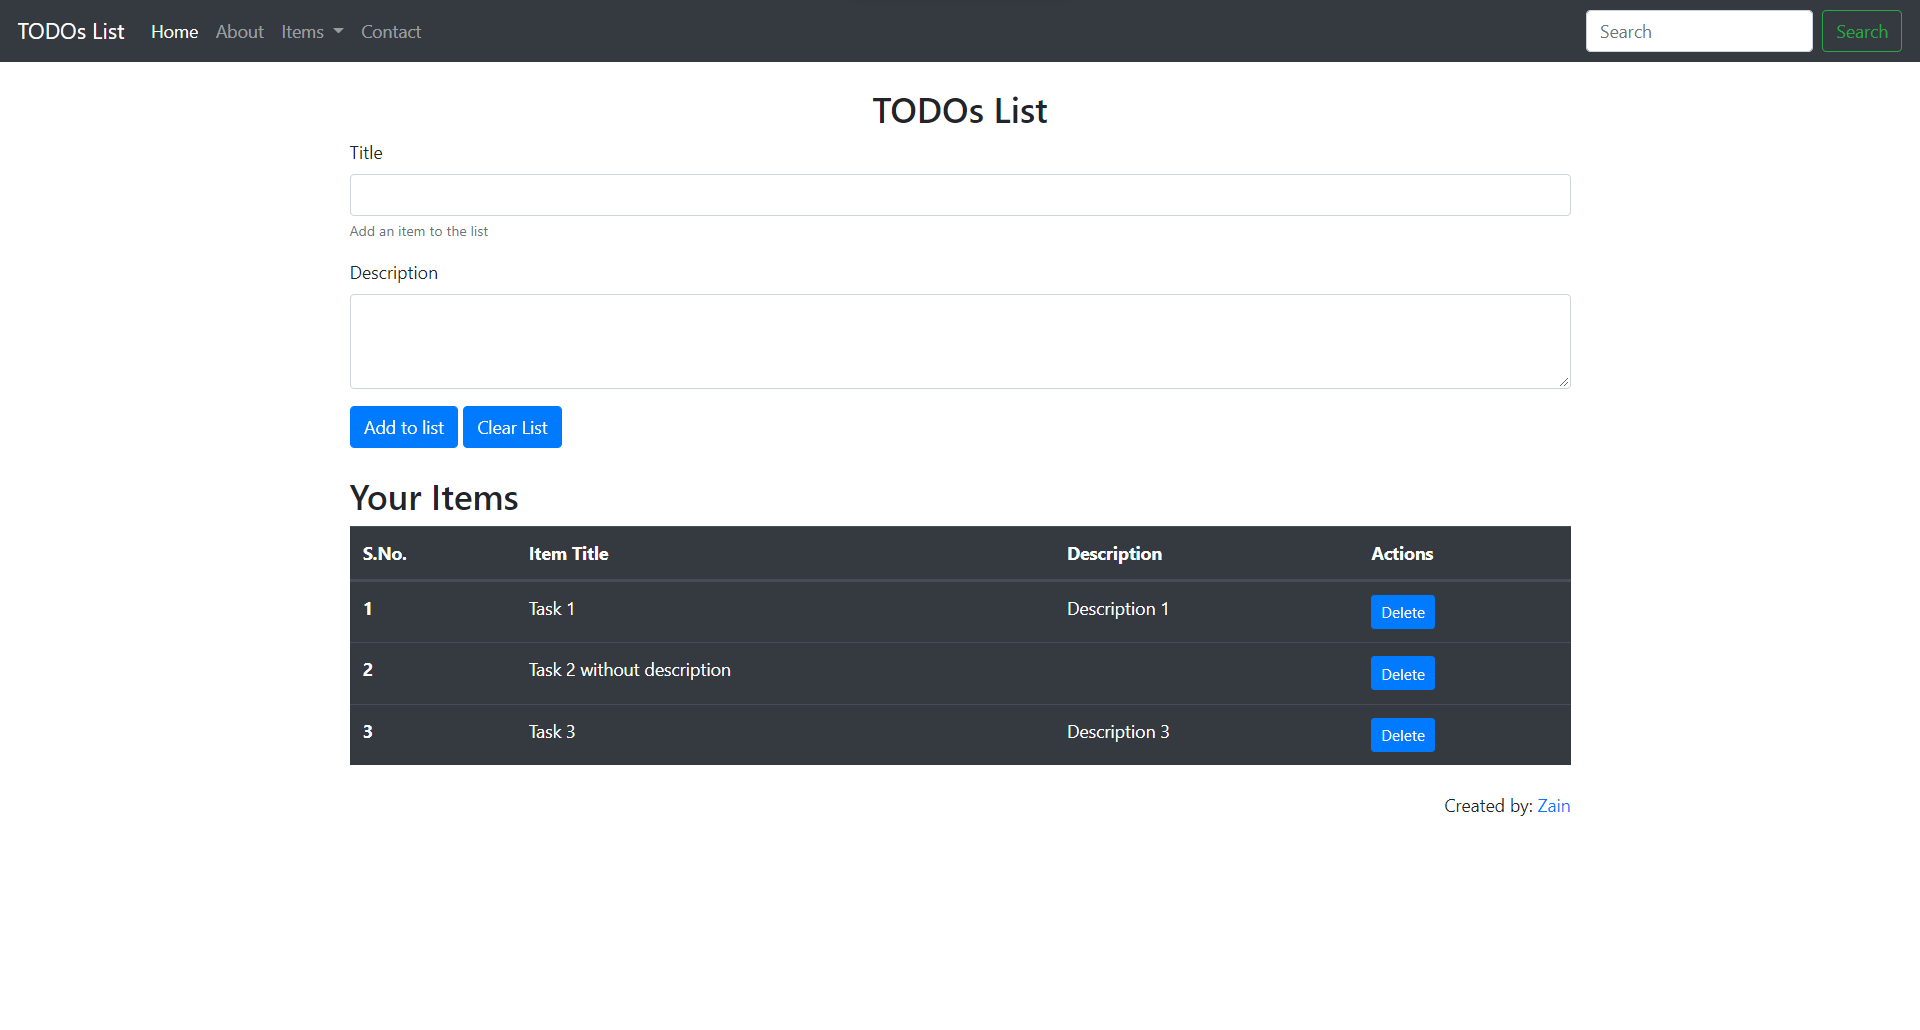 TODOs List Home About Items Contact Search Search
TODOs List
Title
Add an item to the list
Description
Add to list Clear List
Your Items
S.No. Item Title Description Actions
1 Task 1 Description 1 Delete
2 Task 2 without description Delete
3 Task 3 Description 3 Delete
Created by: Zain